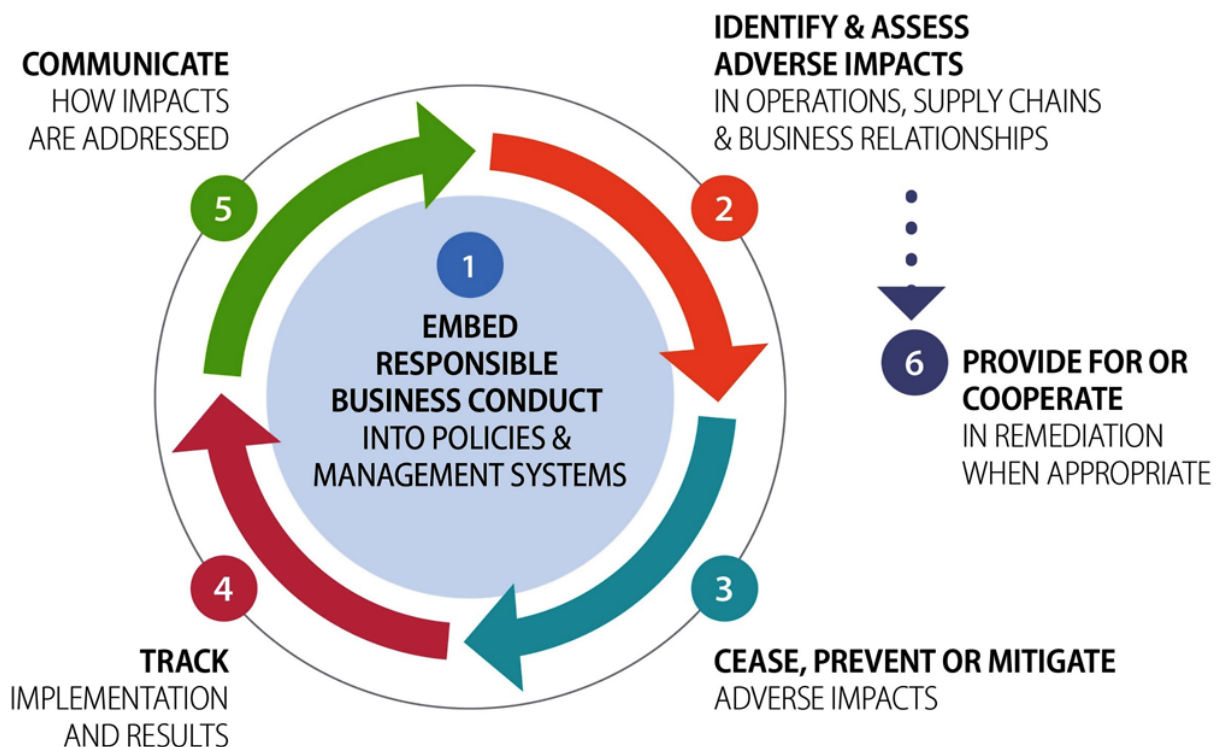 1
EMBED
RESPONSIBLE
BUSINESS CONDUCT
INTO POLICIES &
MANAGEMENT SYSTEMS
2
IDENTIFY & ASSESS
ADVERSE IMPACTS
IN OPERATIONS, SUPPLY CHAINS
& BUSINESS RELATIONSHIPS
3
CEASE, PREVENT OR MITIGATE
ADVERSE IMPACTS
4
TRACK
IMPLEMENTATION
AND RESULTS
5
COMMUNICATE
HOW IMPACTS
ARE ADDRESSED
6
PROVIDE FOR OR
COOPERATE
IN REMEDIATION
WHEN APPROPRIATE